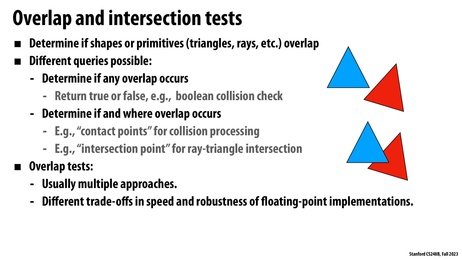 Overlap and intersection tests
■ Determine if shapes or primitives (triangles, rays, etc.) overlap
■ Different queries possible:
- Determine if any overlap occurs
- Return true or false, e.g., boolean collision check
- Determine if and where overlap occurs
- E.g., “contact points” for collision processing
- E.g., “intersection point” for ray-triangle intersection
■ Overlap tests:
- Usually multiple approaches.
- Different trade-offs in speed and robustness of floating-point implementations.
Stanford CS248B, Fall 2023